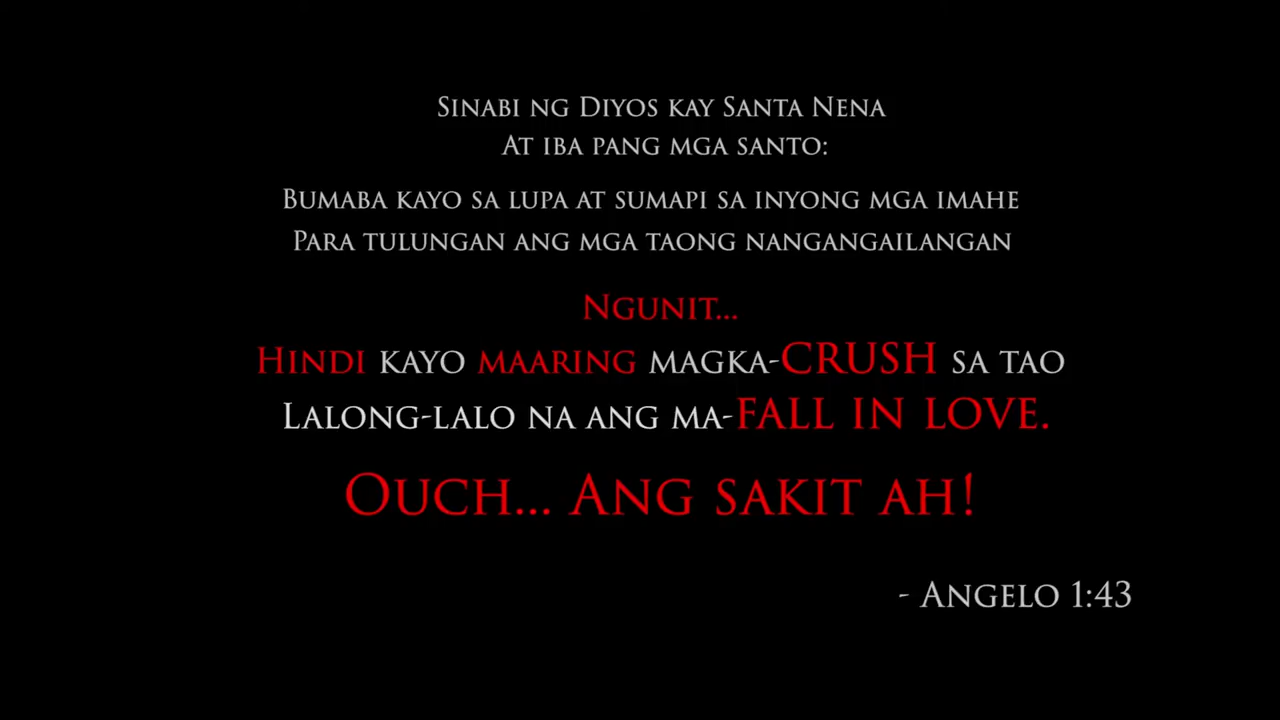 Sinabi ng Diyos kay Santa Nena
At iba pang mga santo:
Bumaba kayo sa lupa at sumapi sa inyong mga imahe
Para tulungan ang mga taong nangangailangan
Ngunit...
Hindi kayo maaring magka-CRUSH sa tao
Lalong-lalo na ang ma-FALL IN LOVE.
Ouch... Ang sakit ah!
- Angelo 1:43